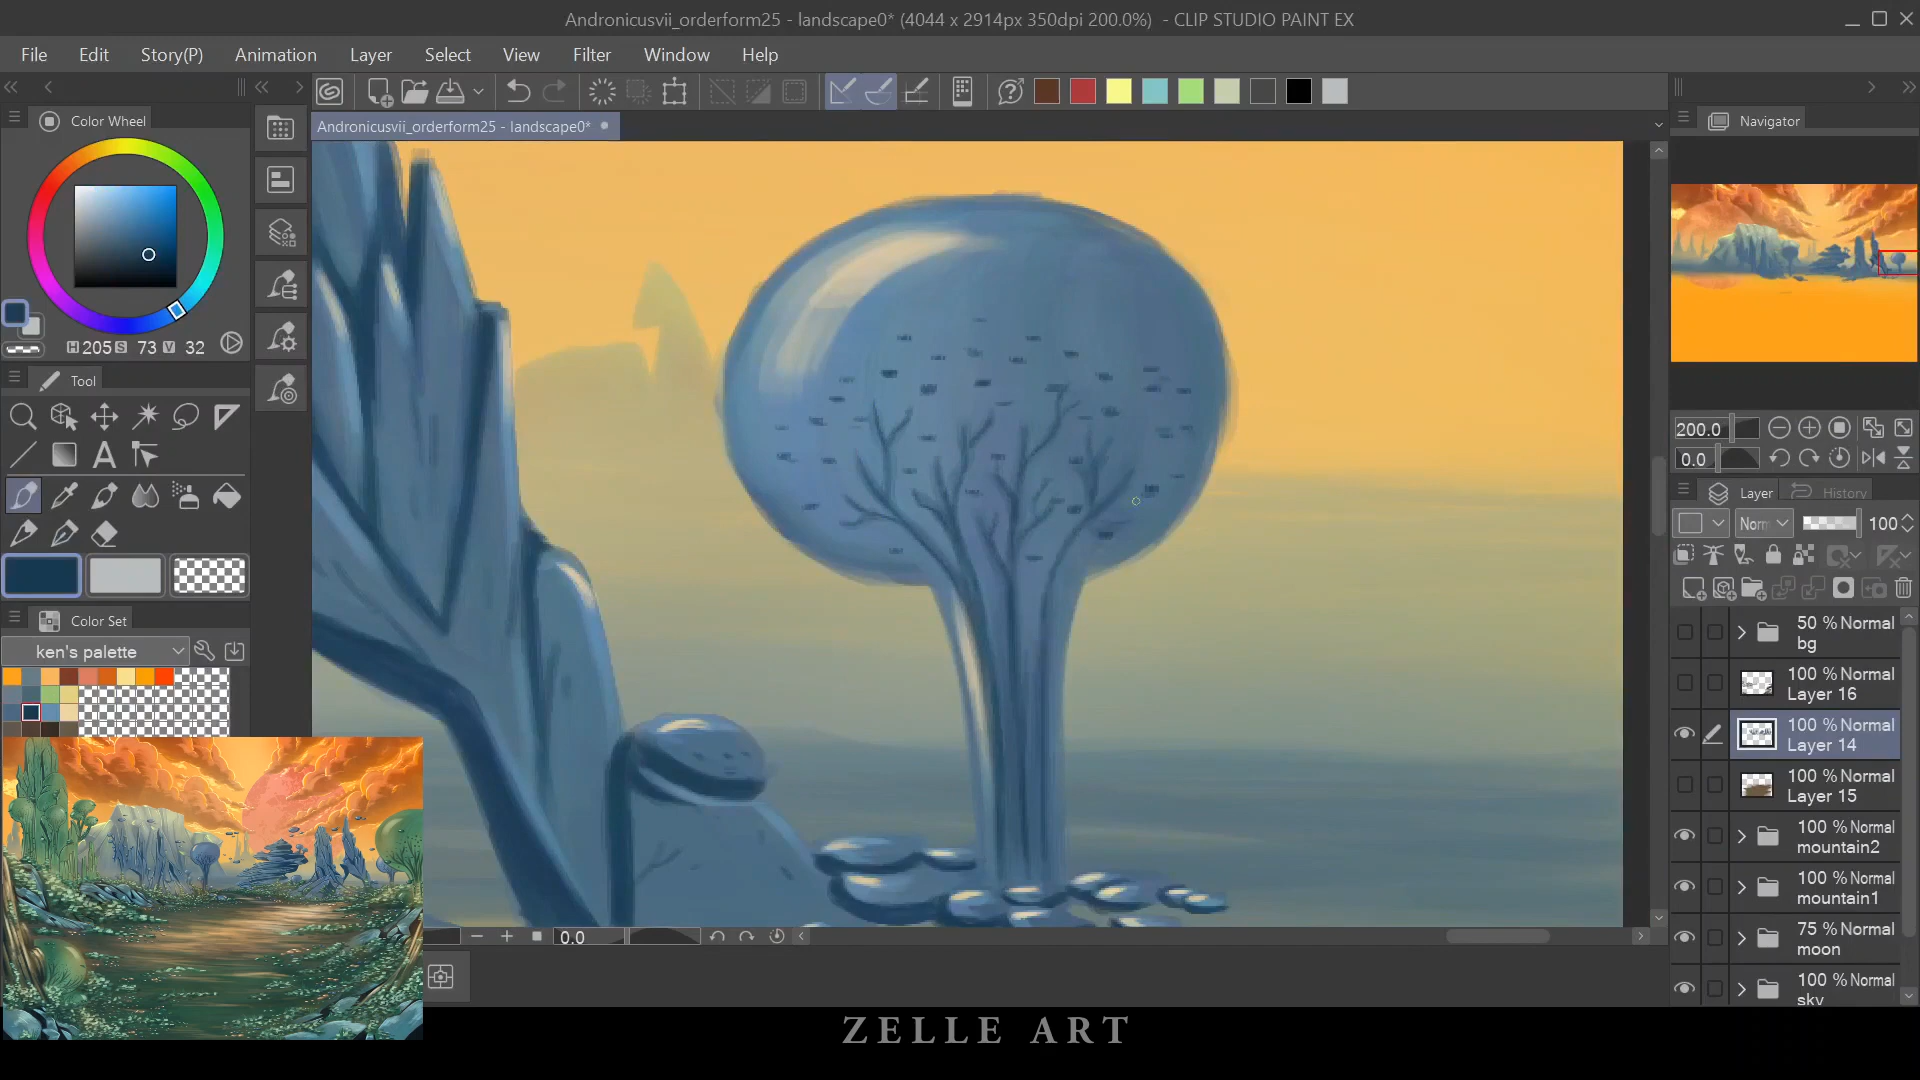 Andronicusvii_orderform25 - landscape0* (4044 x 2914px 350dpi 200.0%) - CLIP STUDIO PAINT EX
File Edit Story(P) Animation Layer Select View Filter Window Help
Andronicusvii_orderform25 - landscape0*
Color Wheel
Navigator
H 205 S 73 V 32
Tool
200.0
0.0
Layer History
Norm 100
Color Set
ken's palette
50 % Normal
bg
100 % Normal
Layer 16
100 % Normal
Layer 14
100 % Normal
Layer 15
100 % Normal
mountain2
100 % Normal
mountain1
75 % Normal
moon
100 % Normal
sky
0.0
ZELLE ART